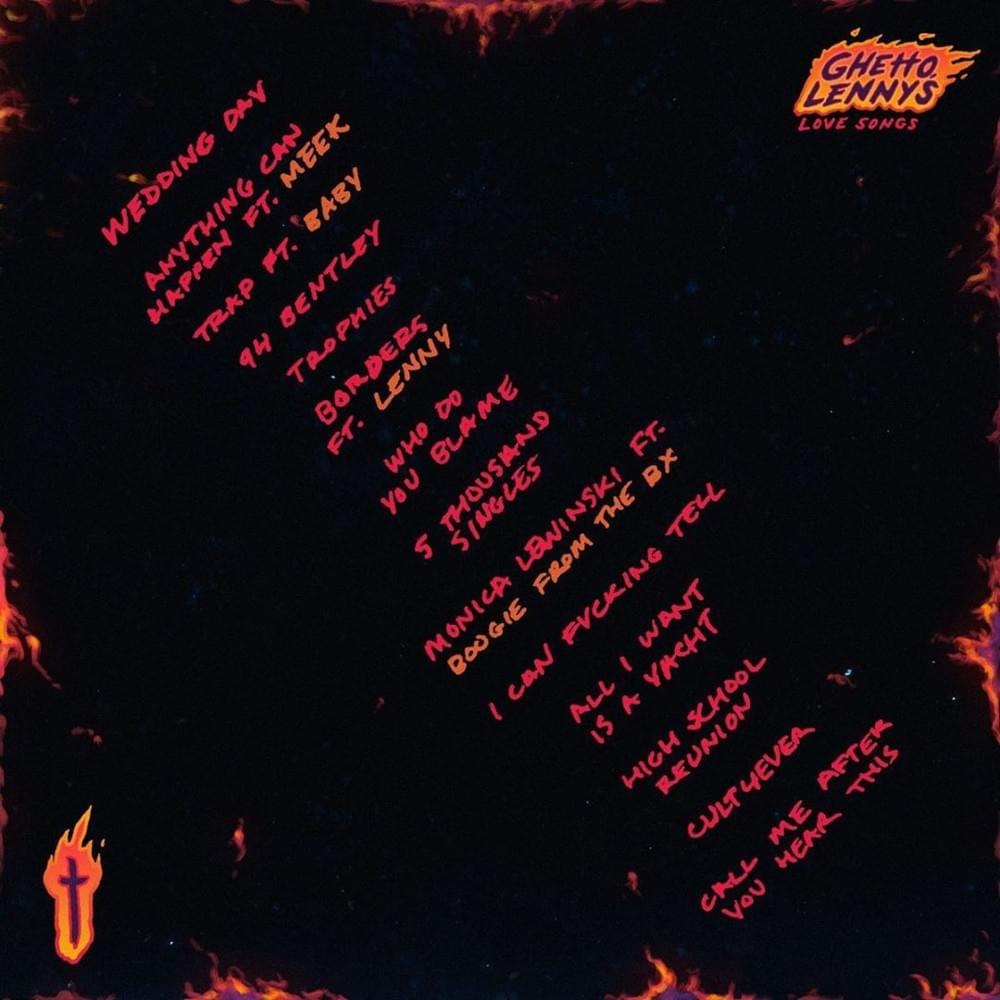 GHETTO
LENNYS
LOVE SONGS
WEDDING DAY
ANYTHING CAN
HAPPEN FT. MEEK
TRAP FT. BABY
94 BENTLEY
TROPHIES
BORDERS
FT. LENNY
WHO DO
YOU BLAME
5 THOUSAND
SINGLES
MONICA LEWINSKI FT.
BOOGIE FROM THE BX
I CAN FVCKING TELL
ALL I WANT
IS A YACHT
HIGH SCHOOL
REUNION
CULT4EVER
CALL ME AFTER
YOU HEAR THIS